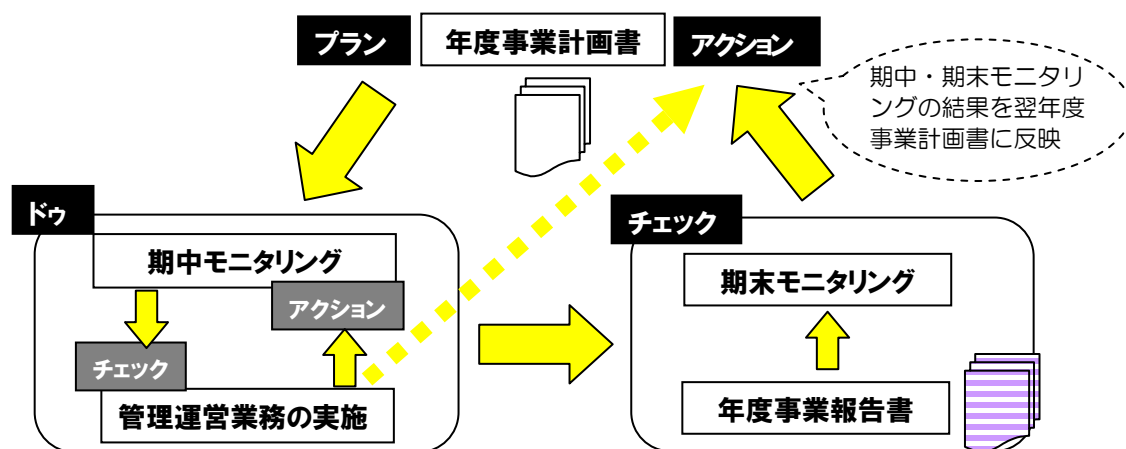 プラン
年度事業計画書
アクション
期中・期末モニタリ
ングの結果を翌年度
事業計画書に反映
ドゥ
期中モニタリング
アクション
チェック
管理運営業務の実施
チェック
期末モニタリング
年度事業報告書